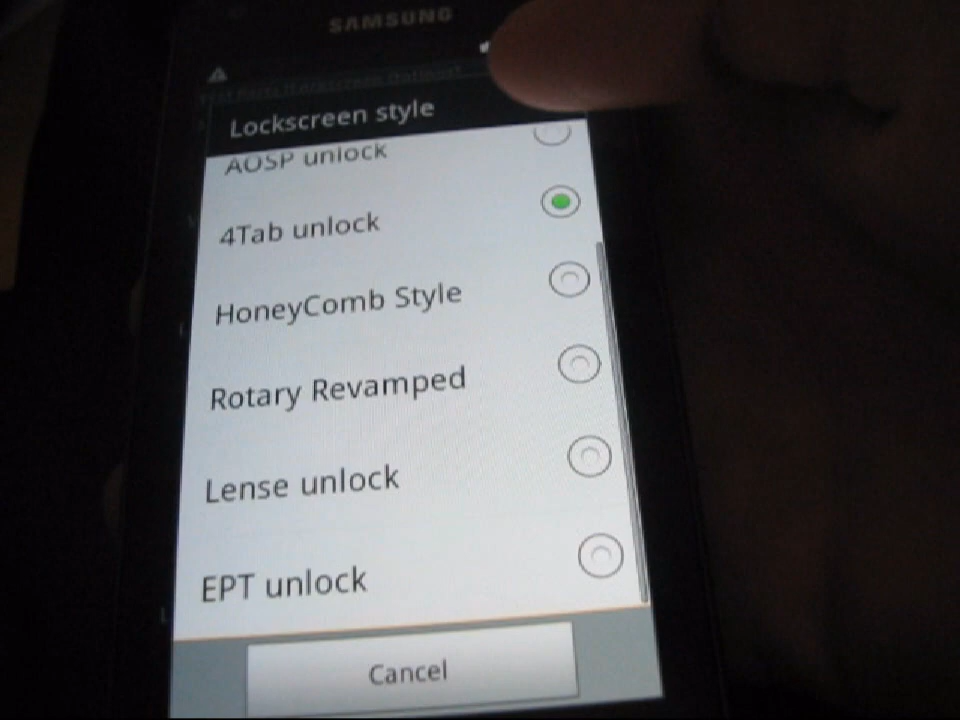 SAMSUNG
Lockscreen style
AOSP unlock
4Tab unlock
HoneyComb Style
Rotary Revamped
Lense unlock
EPT unlock
Cancel